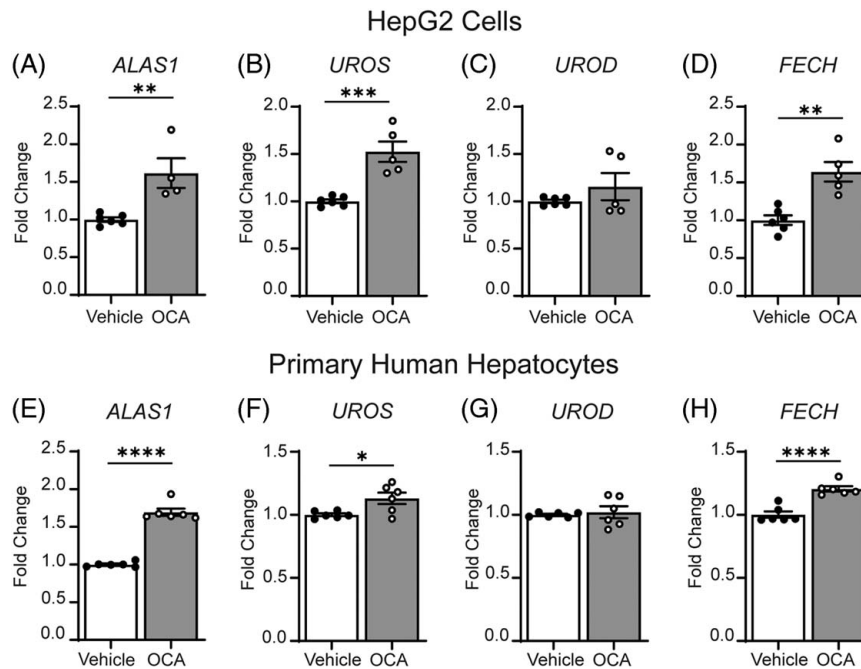 HepG2 Cells
(A) ALAS1
(B) UROS
(C) UROD
(D) FECH
**
***
**
Fold Change
2.5
2.0
1.5
1.0
0.5
0.0
Vehicle OCA
Fold Change
2.0
1.5
1.0
0.5
0.0
Vehicle OCA
Fold Change
2.0
1.5
1.0
0.5
0.0
Vehicle OCA
Fold Change
2.5
2.0
1.5
1.0
0.5
0.0
Vehicle OCA
Primary Human Hepatocytes
(E) ALAS1
(F) UROS
(G) UROD
(H) FECH
****
*
****
Fold Change
2.5
2.0
1.5
1.0
0.5
0.0
Vehicle OCA
Fold Change
1.5
1.0
0.5
0.0
Vehicle OCA
Fold Change
1.5
1.0
0.5
0.0
Vehicle OCA
Fold Change
1.5
1.0
0.5
0.0
Vehicle OCA